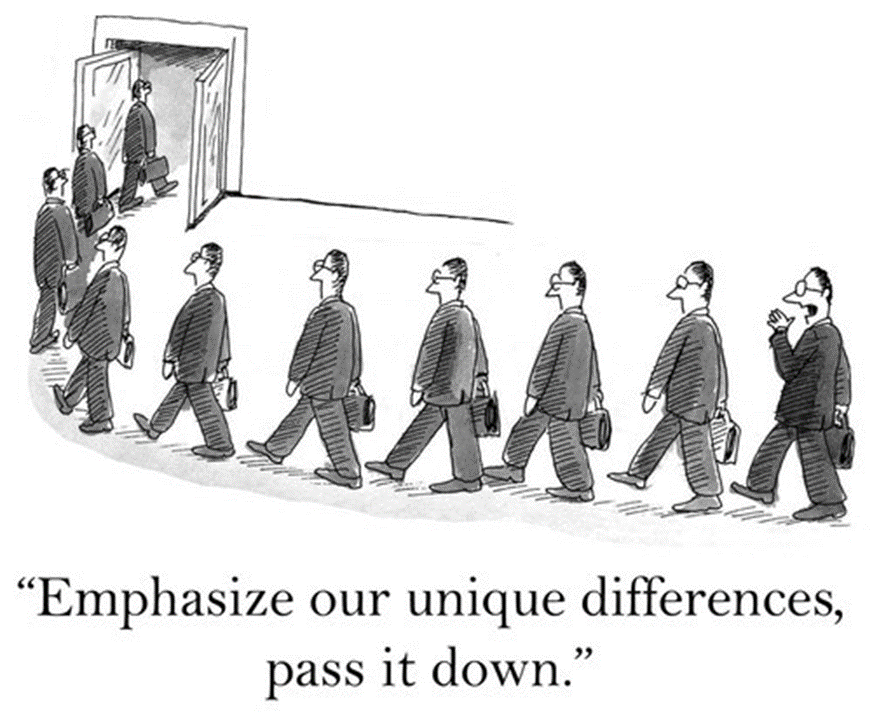 “Emphasize our unique differences,
pass it down.”